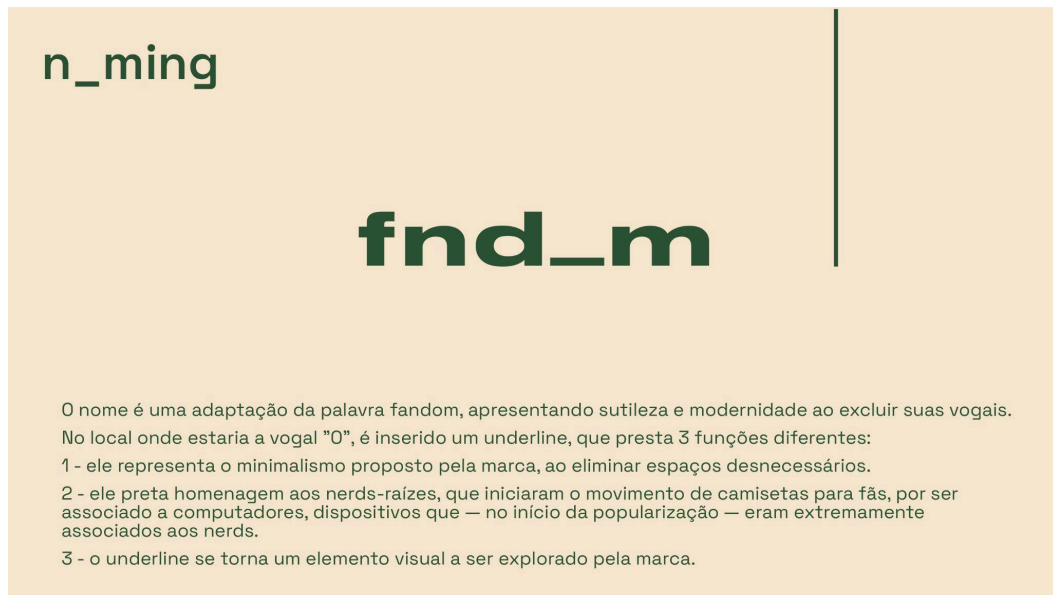 n_ming
fnd_m
O nome é uma adaptação da palavra fandom, apresentando sutileza e modernidade ao excluir suas vogais.
No local onde estaria a vogal ”O”, é inserido um underline, que presta 3 funções diferentes:
1 - ele representa o minimalismo proposto pela marca, ao eliminar espaços desnecessários.
2 - ele preta homenagem aos nerds-raízes, que iniciaram o movimento de camisetas para fãs, por ser
associado a computadores, dispositivos que — no início da popularização — eram extremamente
associados aos nerds.
3 - o underline se torna um elemento visual a ser explorado pela marca.